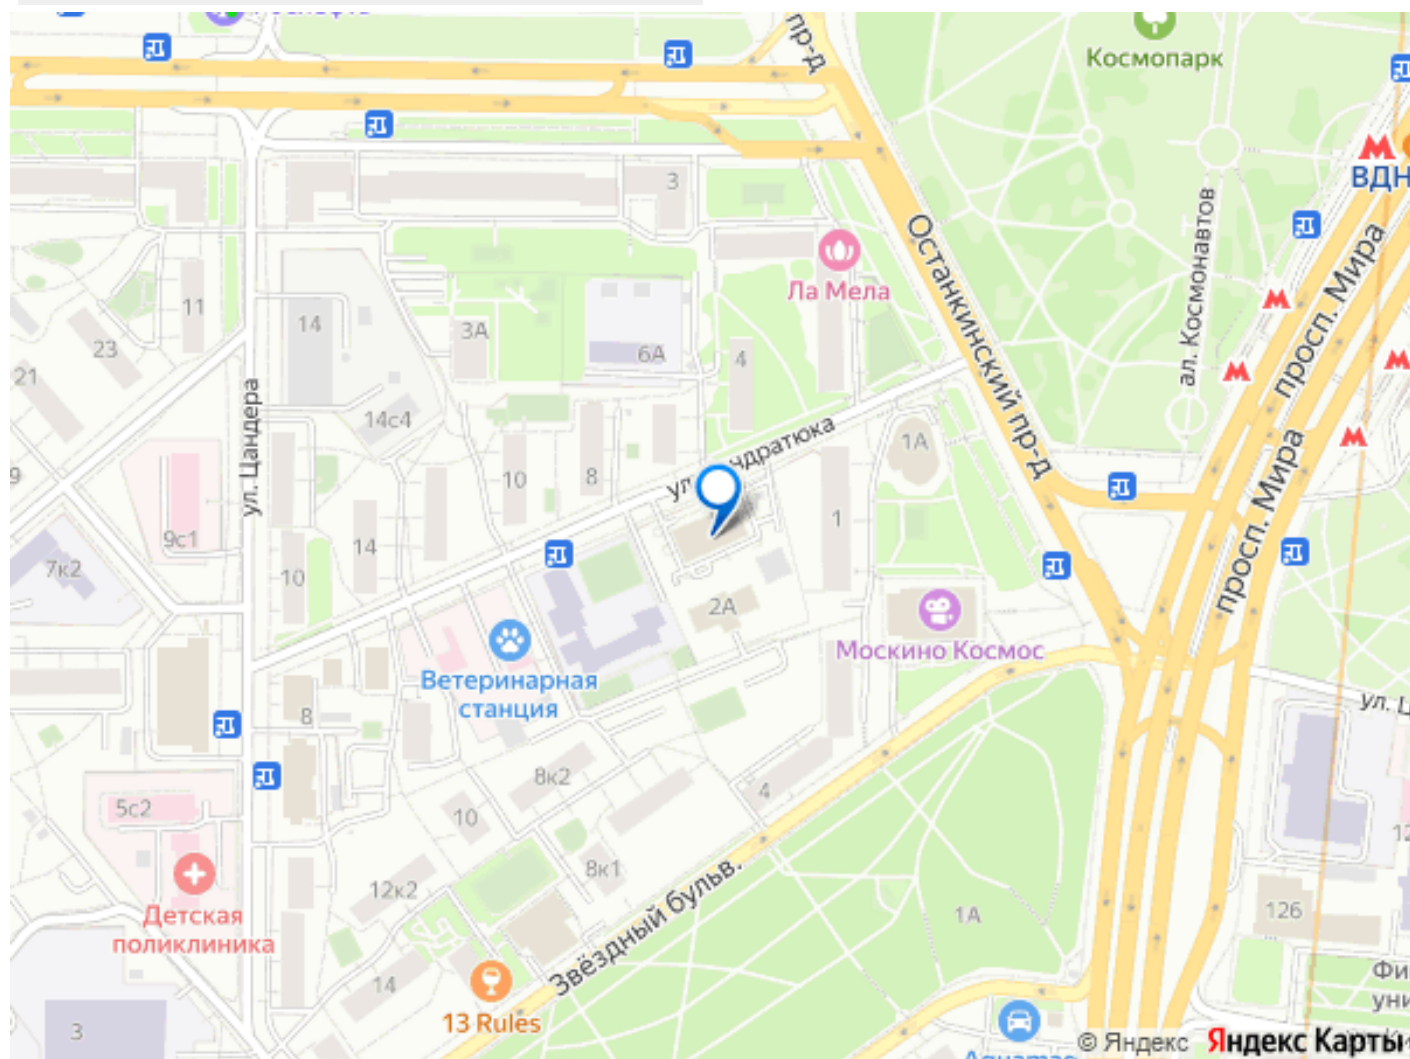 пр-д
Космопарк
ВДН
3
Останкинский пр-д
ал. Космонавтов
просп. Мира
Ла Мела
11
14
23
3А
6А
4
21
ул. Цандера
14с4
10
8
1А
просп. Мира
9с1
14
1
7к2
10
2А
Москино Космос
Ветеринарная
станция
8
8к2
4
5с2
10
8к1
12к2
Звёздный бульв.
1А
126
Детская
поликлиника
14
13 Rules
3
© Яндекс Яндекс Карты